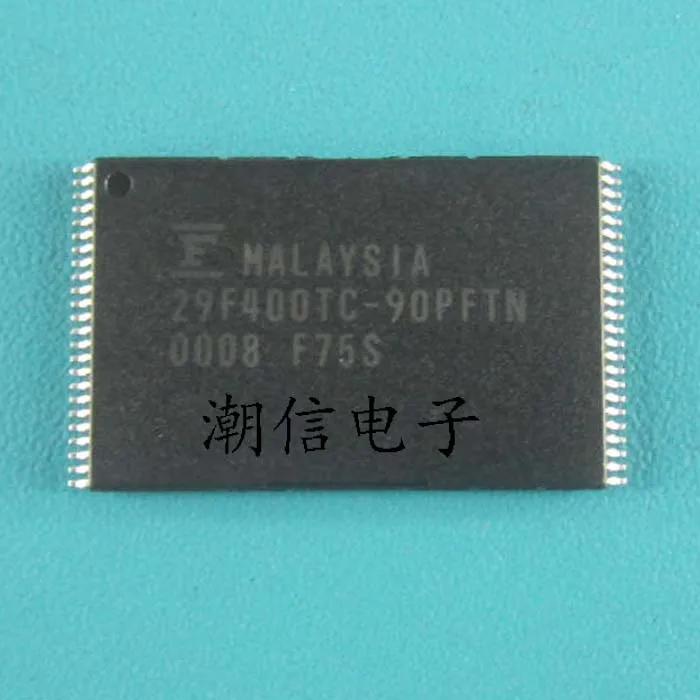 MALAYSIA
29F400TC-90PFTN
0008 F75S
潮信电子